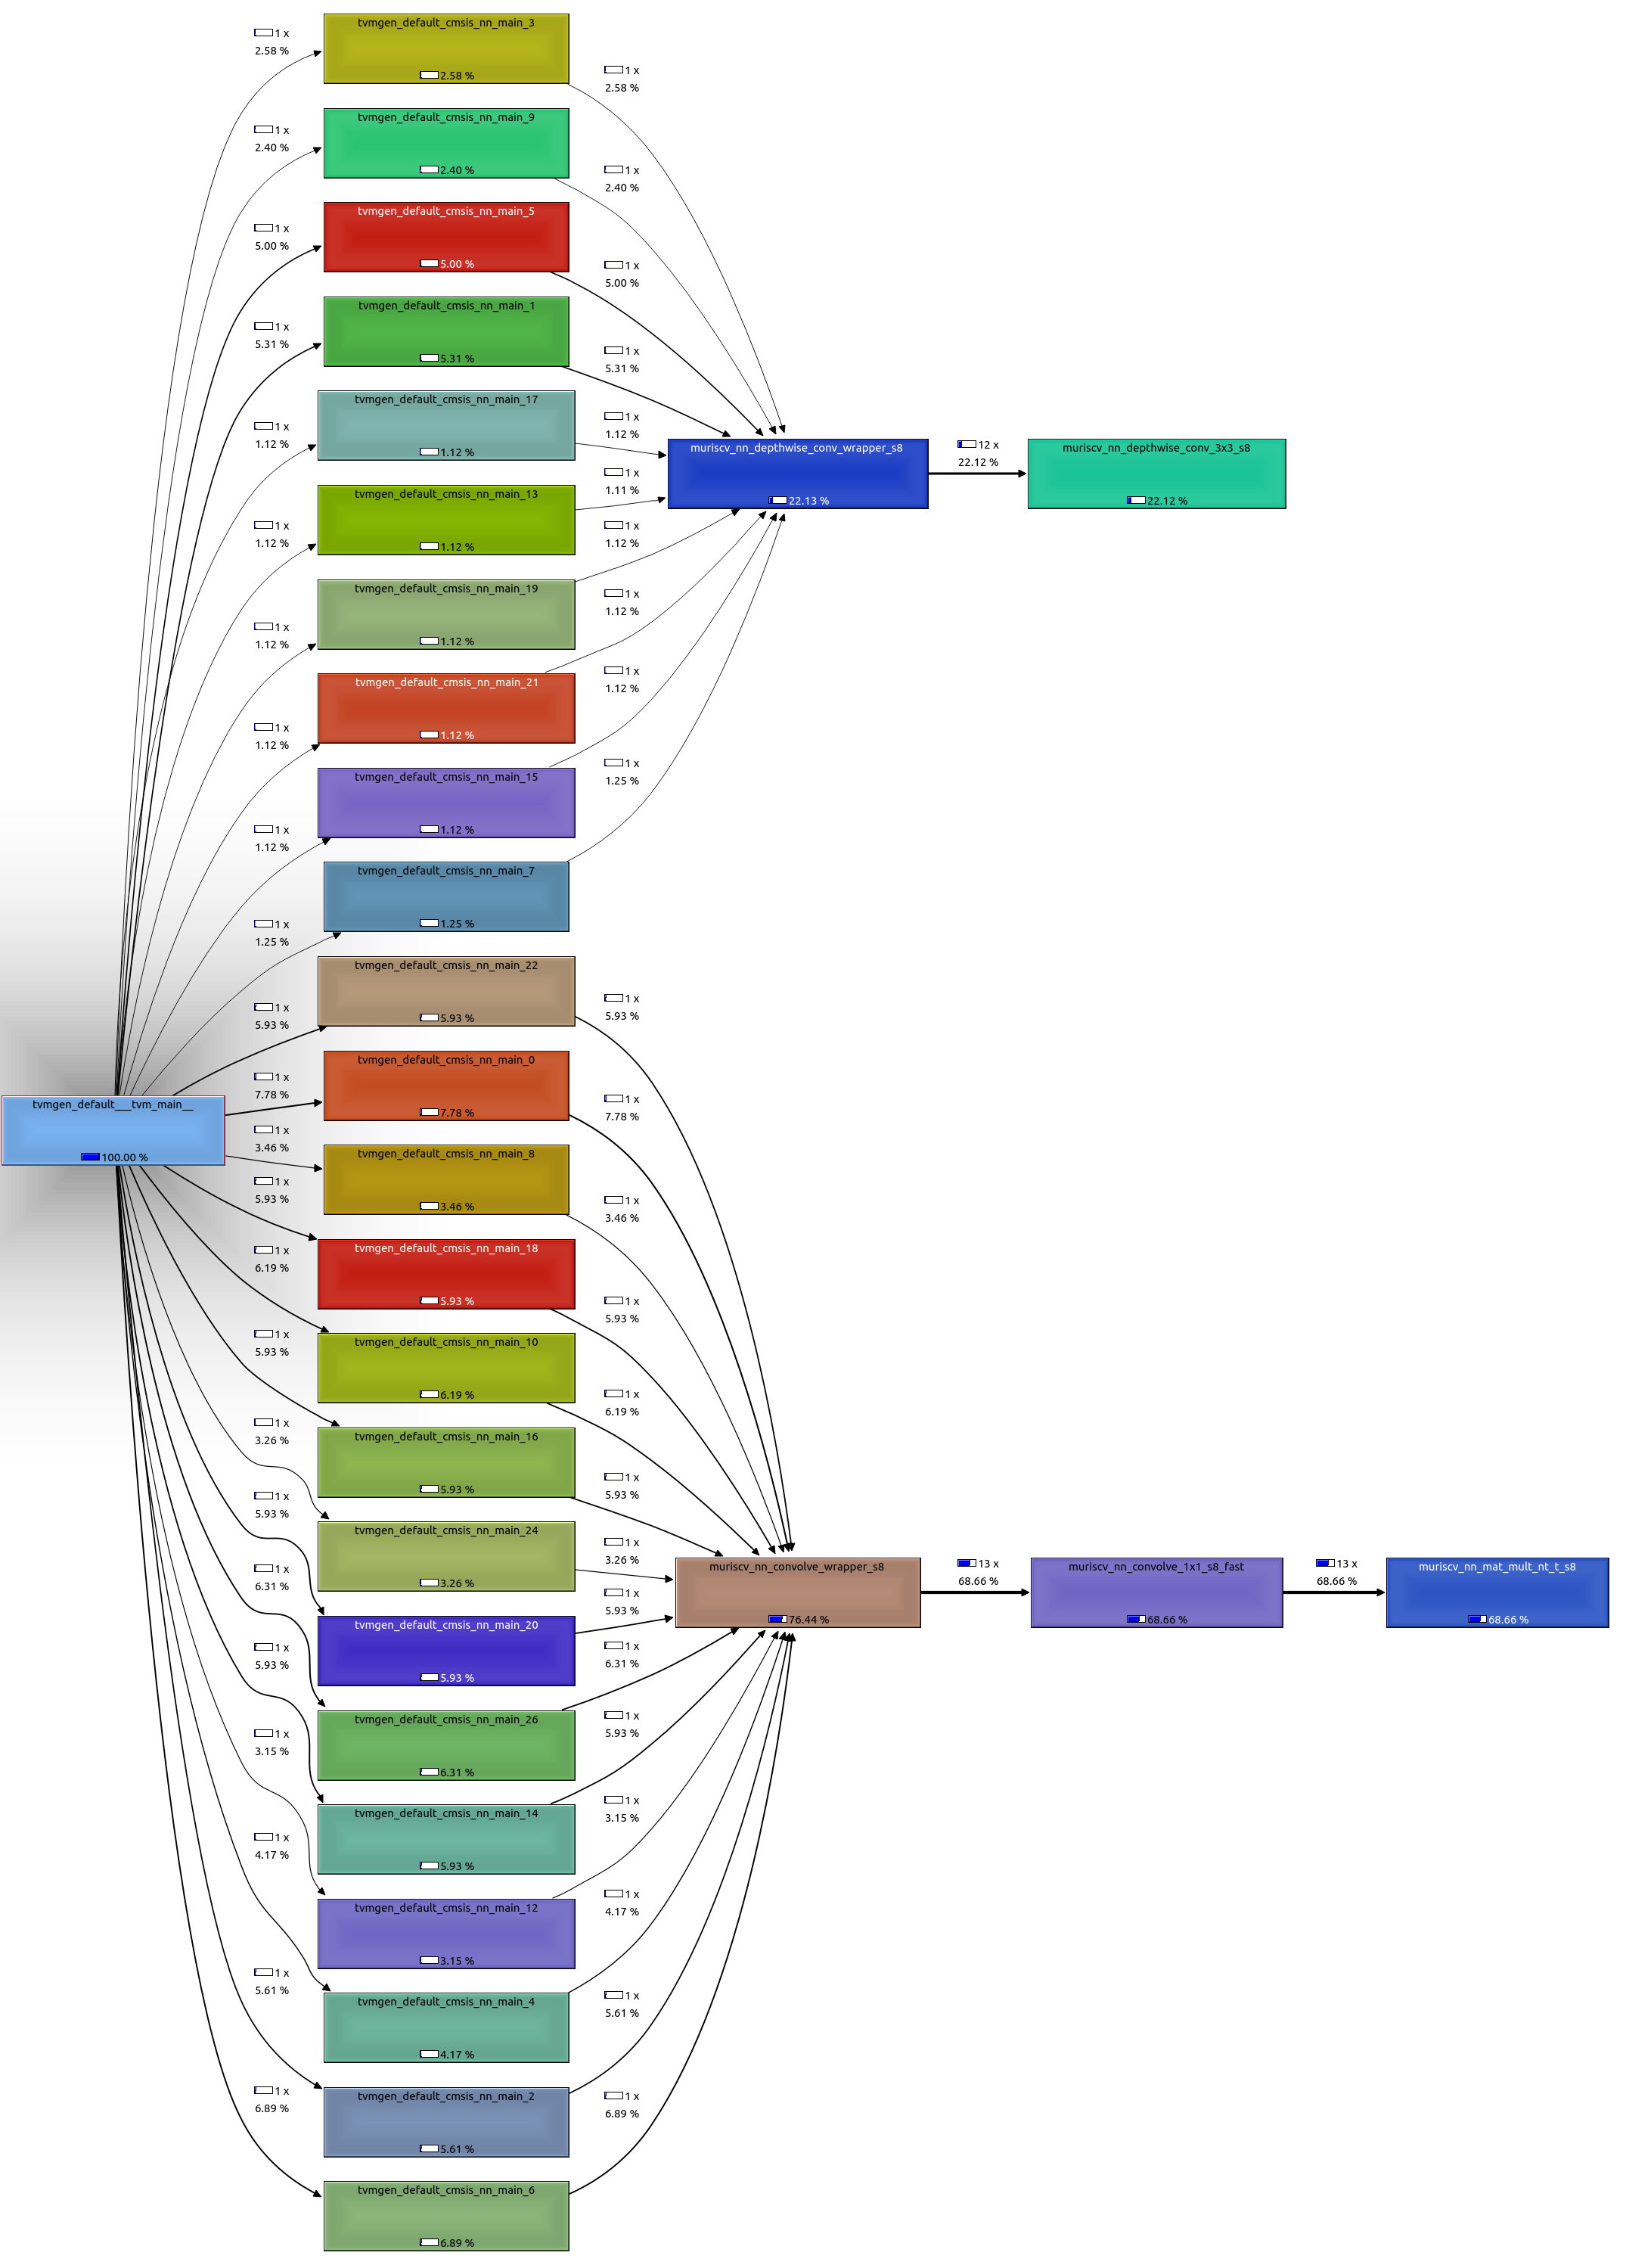 tvmgen_default_cmsis_nn_main_3
2.58 %
1 x
2.58 %
1 x
2.58 %
tvmgen_default_cmsis_nn_main_9
2.40 %
1 x
2.40 %
1 x
2.40 %
tvmgen_default_cmsis_nn_main_5
5.00 %
1 x
5.00 %
1 x
5.00 %
tvmgen_default_cmsis_nn_main_1
5.31 %
1 x
5.31 %
1 x
5.31 %
tvmgen_default_cmsis_nn_main_17
1.12 %
1 x
1.12 %
1 x
1.12 %
muriscv_nn_depthwise_conv_wrapper_s8
22.13 %
12 x
22.12 %
muriscv_nn_depthwise_conv_3x3_s8
22.12 %
tvmgen_default_cmsis_nn_main_13
1.12 %
1 x
1.12 %
1 x
1.11 %
tvmgen_default_cmsis_nn_main_19
1.12 %
1 x
1.12 %
1 x
1.12 %
tvmgen_default_cmsis_nn_main_21
1.12 %
1 x
1.12 %
1 x
1.12 %
tvmgen_default_cmsis_nn_main_15
1.12 %
1 x
1.12 %
1 x
1.12 %
tvmgen_default_cmsis_nn_main_7
1.25 %
1 x
1.25 %
1 x
1.25 %
tvmgen_default_cmsis_nn_main_22
5.93 %
1 x
5.93 %
1 x
5.93 %
tvmgen_default___tvm_main__
100.00 %
tvmgen_default_cmsis_nn_main_0
7.78 %
1 x
7.78 %
1 x
7.78 %
tvmgen_default_cmsis_nn_main_8
3.46 %
1 x
3.46 %
1 x
3.46 %
tvmgen_default_cmsis_nn_main_18
5.93 %
1 x
5.93 %
1 x
5.93 %
tvmgen_default_cmsis_nn_main_10
6.19 %
1 x
6.19 %
1 x
6.19 %
tvmgen_default_cmsis_nn_main_16
5.93 %
1 x
5.93 %
1 x
5.93 %
tvmgen_default_cmsis_nn_main_24
3.26 %
1 x
3.26 %
1 x
3.26 %
muriscv_nn_convolve_wrapper_s8
76.44 %
13 x
68.66 %
muriscv_nn_convolve_1x1_s8_fast
68.66 %
13 x
68.66 %
muriscv_nn_mat_mult_nt_t_s8
68.66 %
tvmgen_default_cmsis_nn_main_20
5.93 %
1 x
5.93 %
1 x
5.93 %
tvmgen_default_cmsis_nn_main_26
6.31 %
1 x
6.31 %
1 x
6.31 %
tvmgen_default_cmsis_nn_main_14
5.93 %
1 x
5.93 %
1 x
5.93 %
tvmgen_default_cmsis_nn_main_12
3.15 %
1 x
3.15 %
1 x
3.15 %
tvmgen_default_cmsis_nn_main_4
4.17 %
1 x
4.17 %
1 x
4.17 %
tvmgen_default_cmsis_nn_main_2
5.61 %
1 x
5.61 %
1 x
5.61 %
tvmgen_default_cmsis_nn_main_6
6.89 %
1 x
6.89 %
1 x
6.89 %